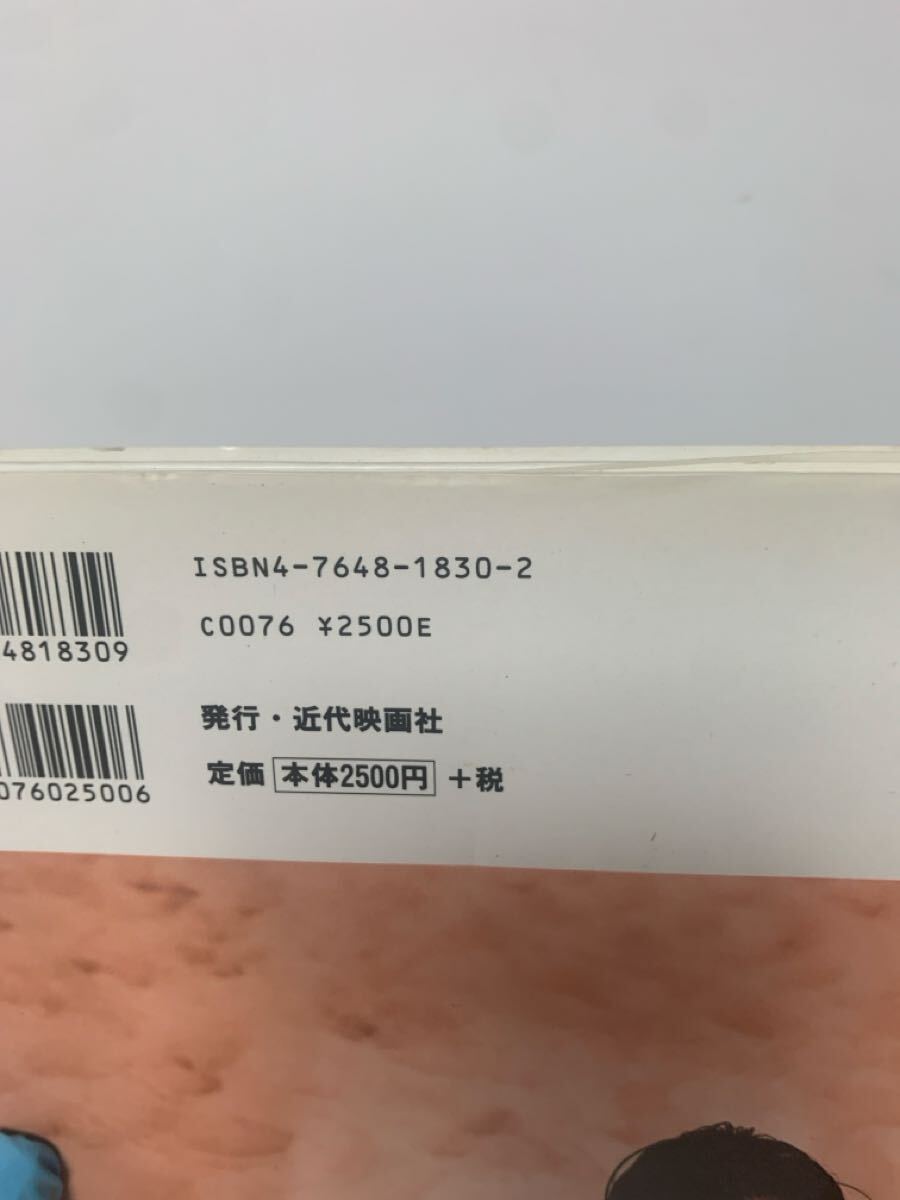 ISBN4-7648-1830-2
C0076 ¥2500E
4818309
発行・近代映画社
定価 本体2500円 +税
076025006